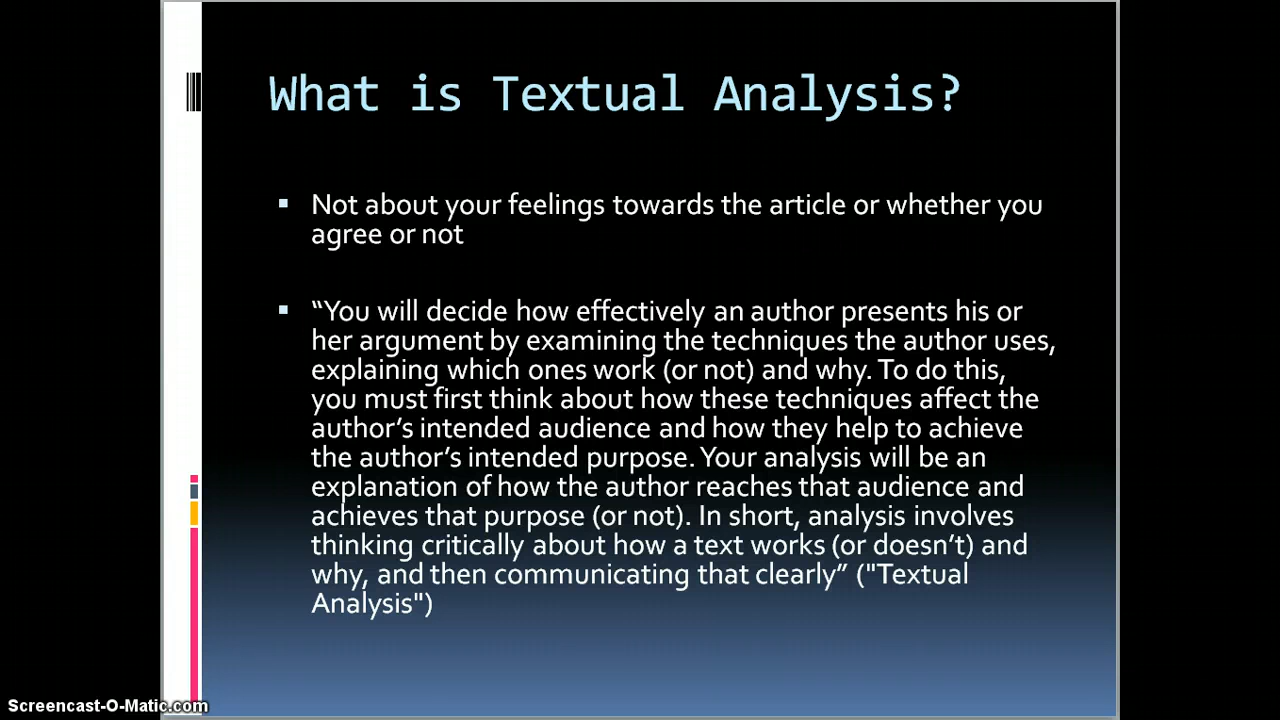 What is Textual Analysis?
Not about your feelings towards the article or whether you
agree or not
“You will decide how effectively an author presents his or
her argument by examining the techniques the author uses,
explaining which ones work (or not) and why. To do this,
you must first think about how these techniques affect the
author’s intended audience and how they help to achieve
the author’s intended purpose. Your analysis will be an
explanation of how the author reaches that audience and
achieves that purpose (or not). In short, analysis involves
thinking critically about how a text works (or doesn’t) and
why, and then communicating that clearly” ("Textual
Analysis")
Screencast-O-Matic.com